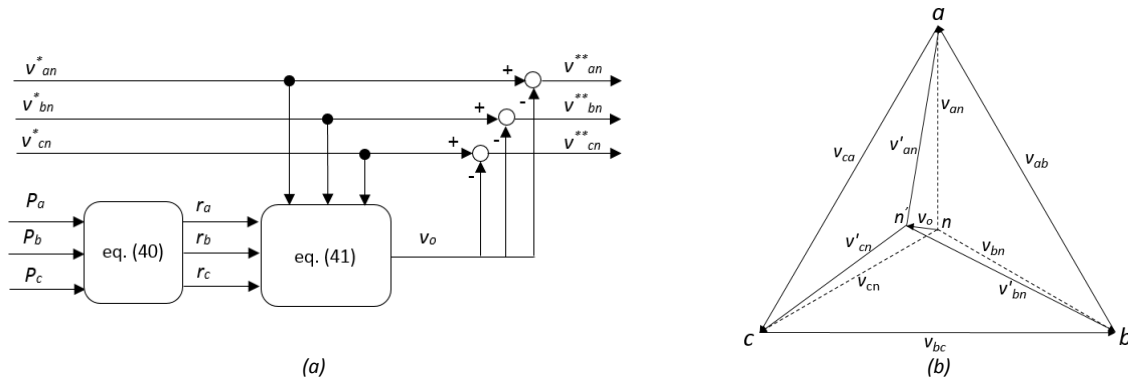 v*an
v*bn
v*cn
+
-
v**an
+
-
v**bn
+
-
v**cn
Pa
Pb
Pc
eq. (40)
ra
rb
rc
eq. (41)
vo
(a)
a
van
v'an
vca
vab
n'
vo
n
v'cn
vcn
vbn
v'bn
c
b
vbc
(b)